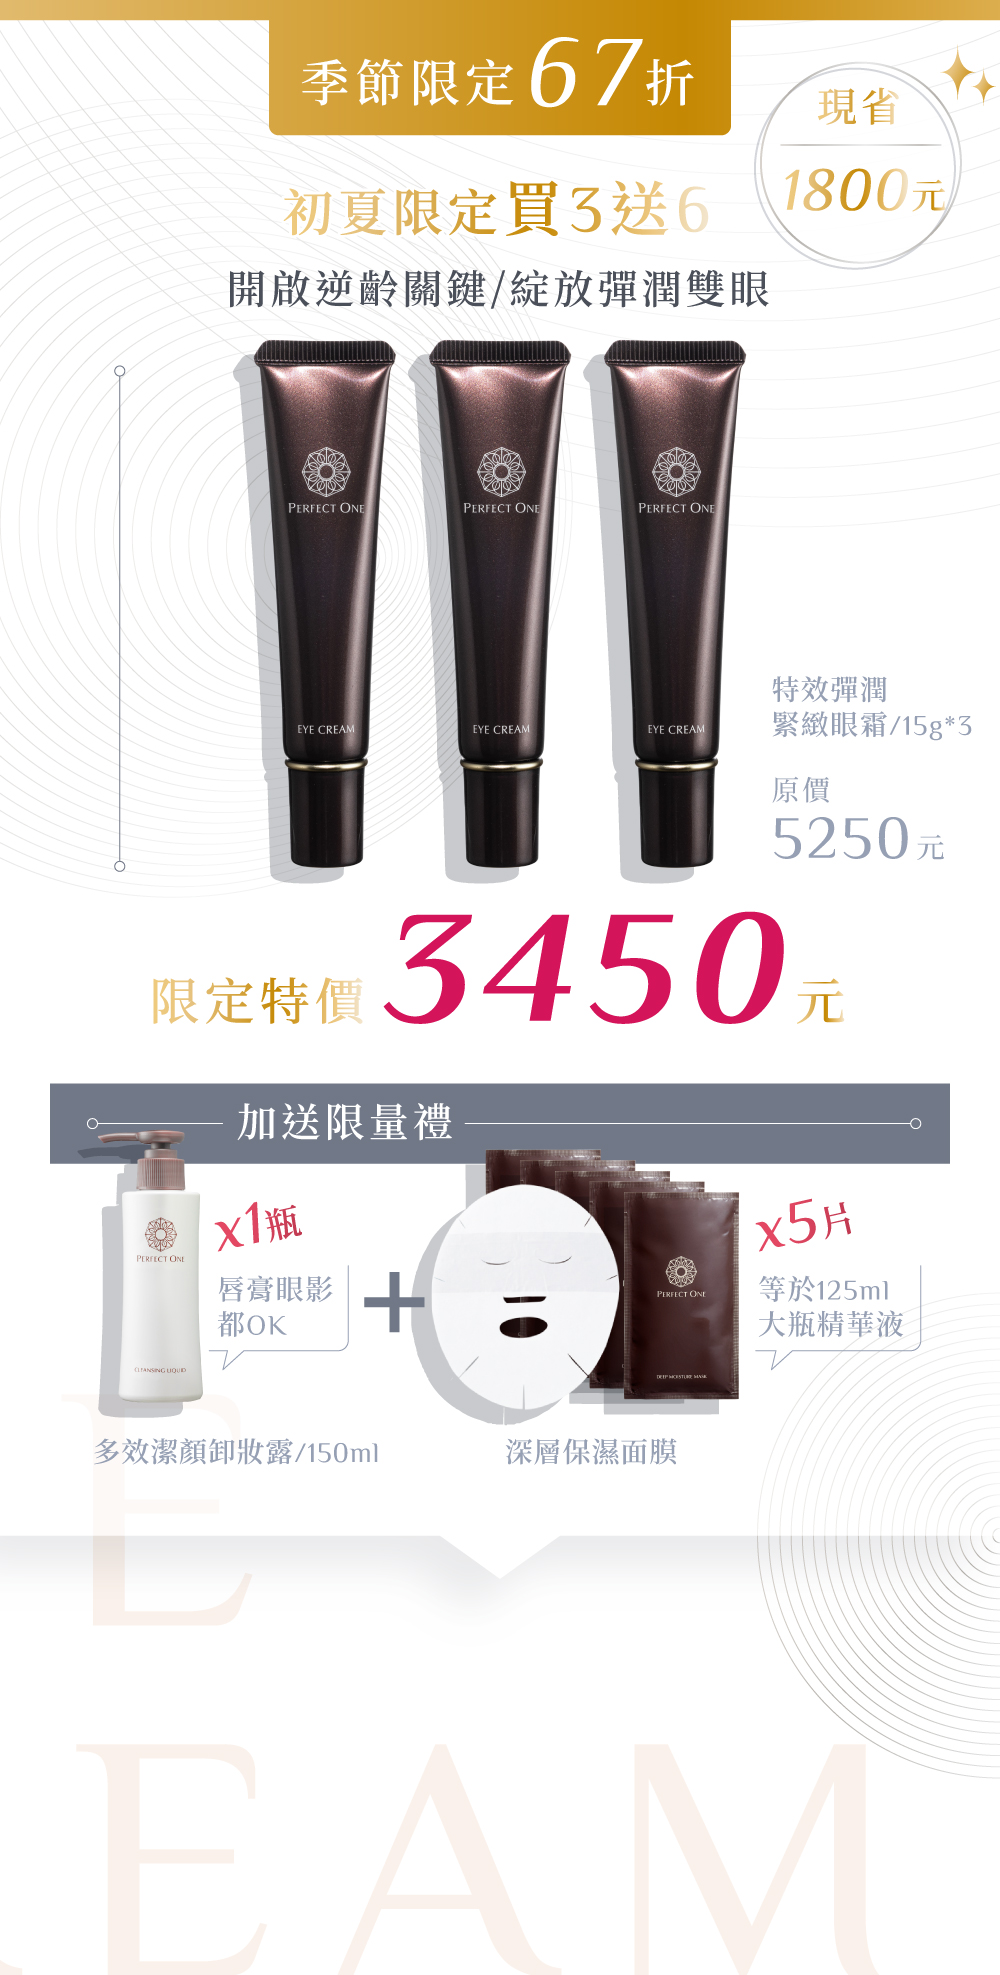 季節限定67折
現省
1800元
初夏限定買3送6
開啟逆齡關鍵/綻放彈潤雙眼
PERFECT ONE
PERFECT ONE
PERFECT ONE
EYE CREAM
EYE CREAM
EYE CREAM
特效彈潤
緊緻眼霜/15g*3
原價
5250元
限定特價3450元
加送限量禮
PERFECT ONE
CLEANSING LIQUID
x1瓶
唇膏眼影
都OK
+
PERFECT ONE
DEEP MOISTURE MASK
x5片
等於125ml
大瓶精華液
多效潔顏卸妝露/150ml
深層保濕面膜
E
REAM